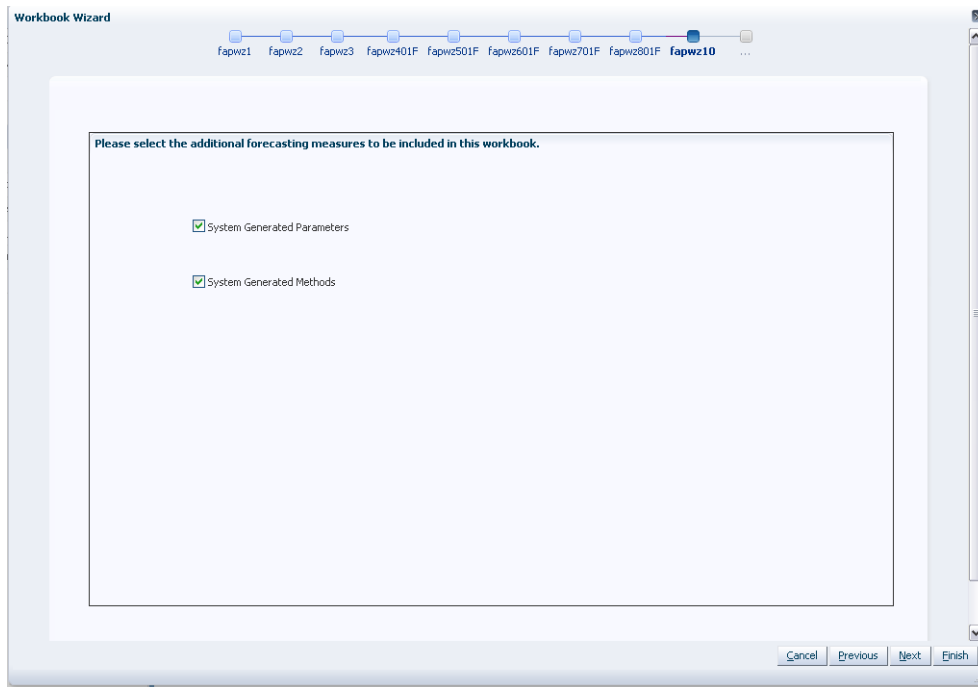 Workbook Wizard
fapwz1 fapwz2 fapwz3 fapwz401F fapwz501F fapwz601F fapwz701F fapwz801F fapwz10 ...
Please select the additional forecasting measures to be included in this workbook.
System Generated Parameters
System Generated Methods
Cancel Previous Next Finish